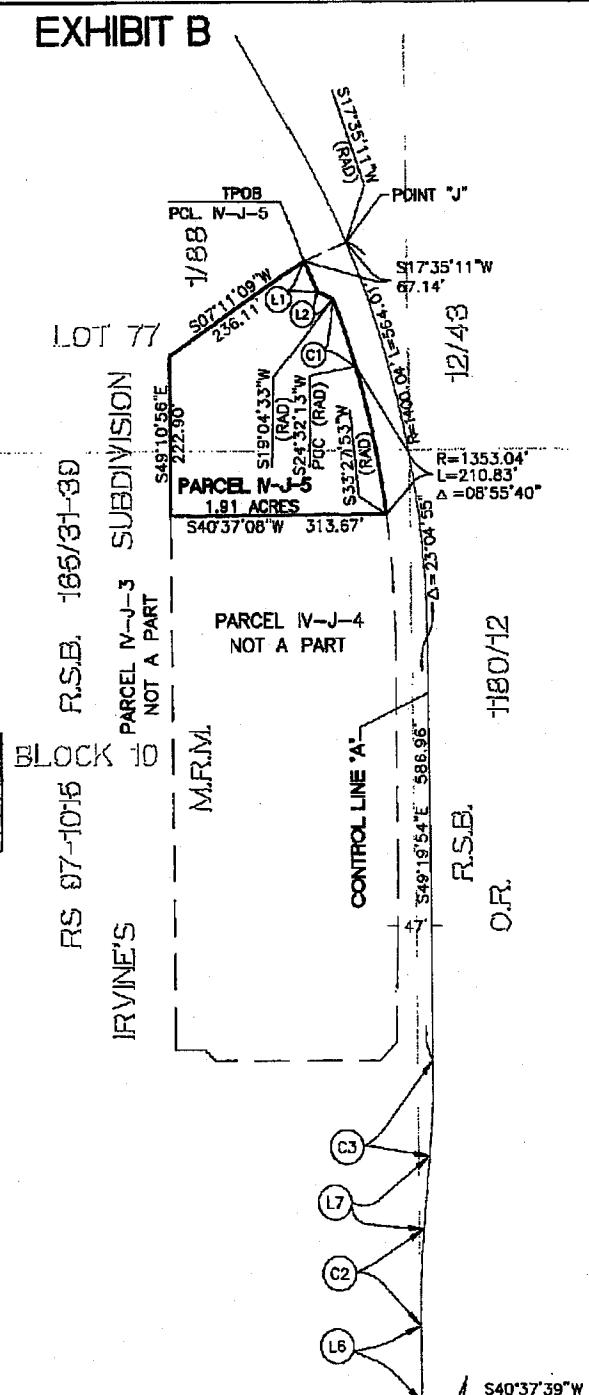 EXHIBIT B
S17°35'11"W
(RAD)
TPOB
PCL. IV-J-5
POINT "J"
1/88
S17°35'11"W
67.14'
S07°11'09"W
236.11'
L1
L2
LOT 77
C1
R=1400.04' L=564.01'
12/43
S19°04'33"W
(RAD)
S24°32'13"W
PCC (RAD)
S33°27'53"W
(RAD)
S49°10'56"E
222.90'
R=1353.04'
L=210.83'
Δ=08°55'40"
PARCEL IV-J-5
1.91 ACRES
S40°37'08"W 313.67'
Δ=23°04'55"
SUBDIVISION
R.S.B. 165/31-39
PARCEL IV-J-3
NOT A PART
PARCEL IV-J-4
NOT A PART
1180/12
BLOCK 10
M.R.M.
CONTROL LINE "A"
S49°19'54"E 586.96'
R.S.B.
O.R.
RS 97-1015
IRVINE'S
47'
C3
L7
C2
L6
S40°37'39"W